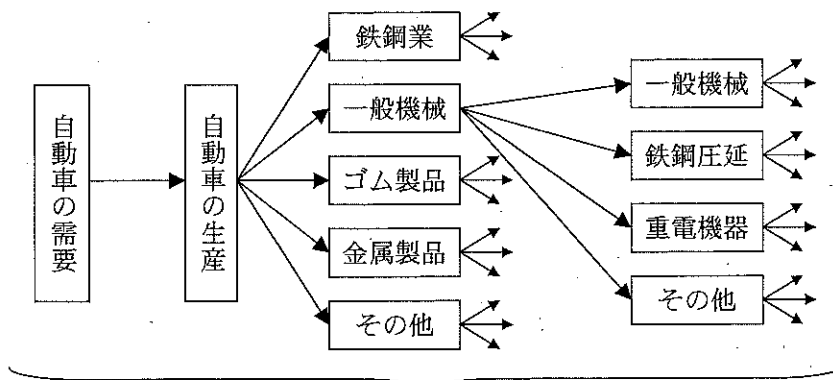 自動車の需要
自動車の生産
鉄鋼業
一般機械
ゴム製品
金属製品
その他
一般機械
鉄鋼圧延
重電機器
その他